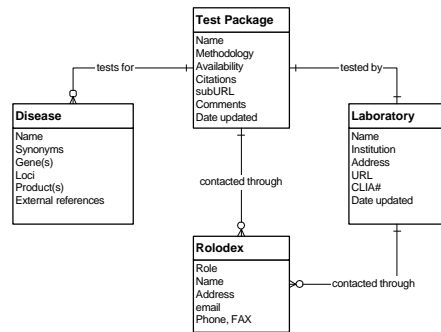 Test Package
Name
Methodology
Availability
Citations
subURL
Comments
Date updated
tests for
tested by
Disease
Name
Synonyms
Gene(s)
Loci
Product(s)
External references
Laboratory
Name
Institution
Address
URL
CLIA#
Date updated
contacted through
Rolodex
Role
Name
Address
email
Phone, FAX
contacted through